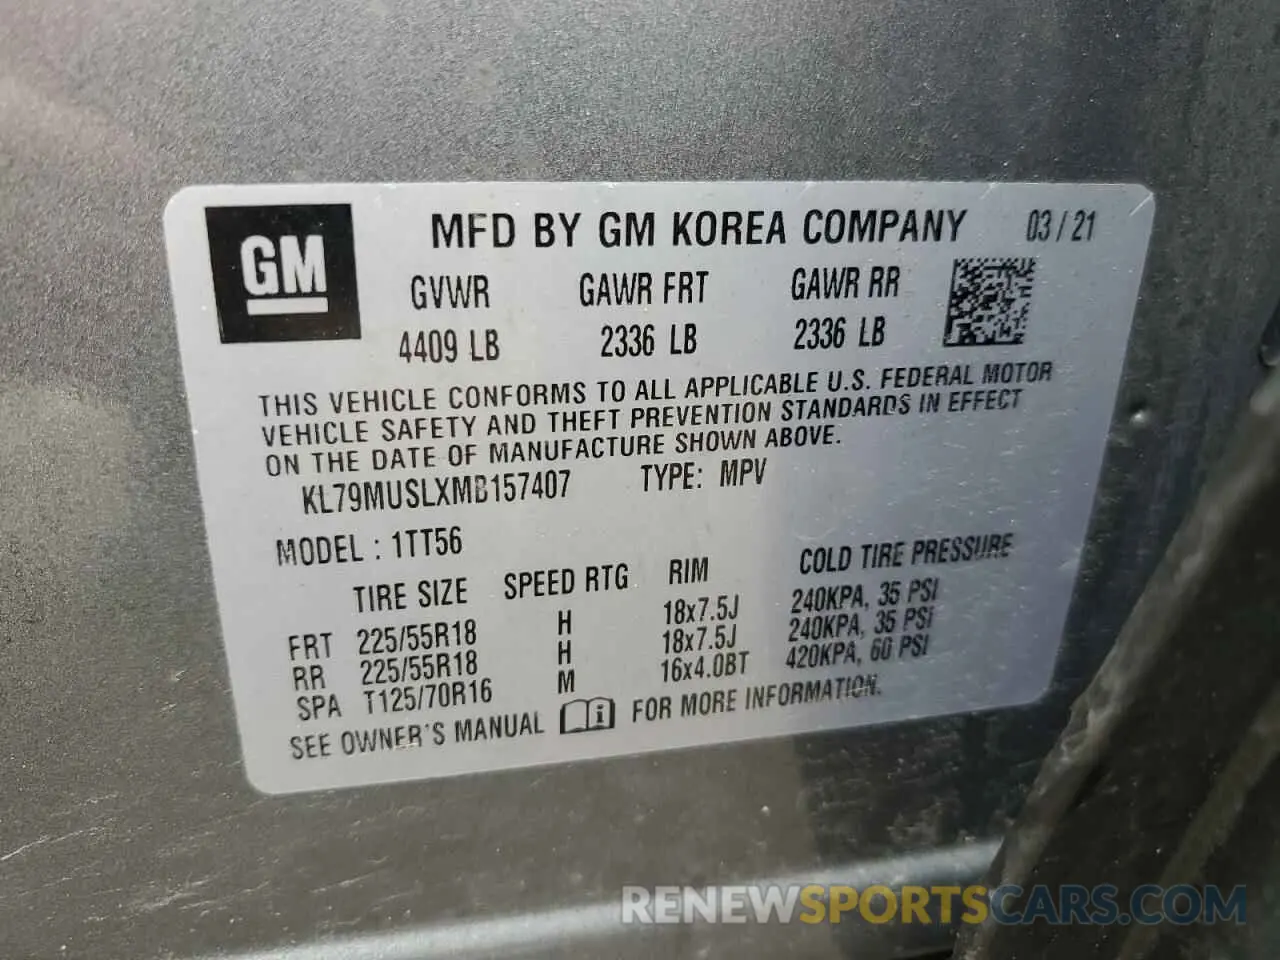 GM
MFD BY GM KOREA COMPANY 03/21
GVWR GAWR FRT GAWR RR
4409 LB 2336 LB 2336 LB
THIS VEHICLE CONFORMS TO ALL APPLICABLE U.S. FEDERAL MOTOR
VEHICLE SAFETY AND THEFT PREVENTION STANDARDS IN EFFECT
ON THE DATE OF MANUFACTURE SHOWN ABOVE.
KL79MUSLXMB157407 TYPE: MPV
MODEL : 1TT56
TIRE SIZE SPEED RTG RIM COLD TIRE PRESSURE
FRT 225/55R18 H 18x7.5J 240KPA, 35 PSI
RR 225/55R18 H 18x7.5J 240KPA, 35 PSI
SPA T125/70R16 M 16x4.0BT 420KPA, 60 PSI
SEE OWNER'S MANUAL i FOR MORE INFORMATION.
RENEWSPORTSCARS.COM